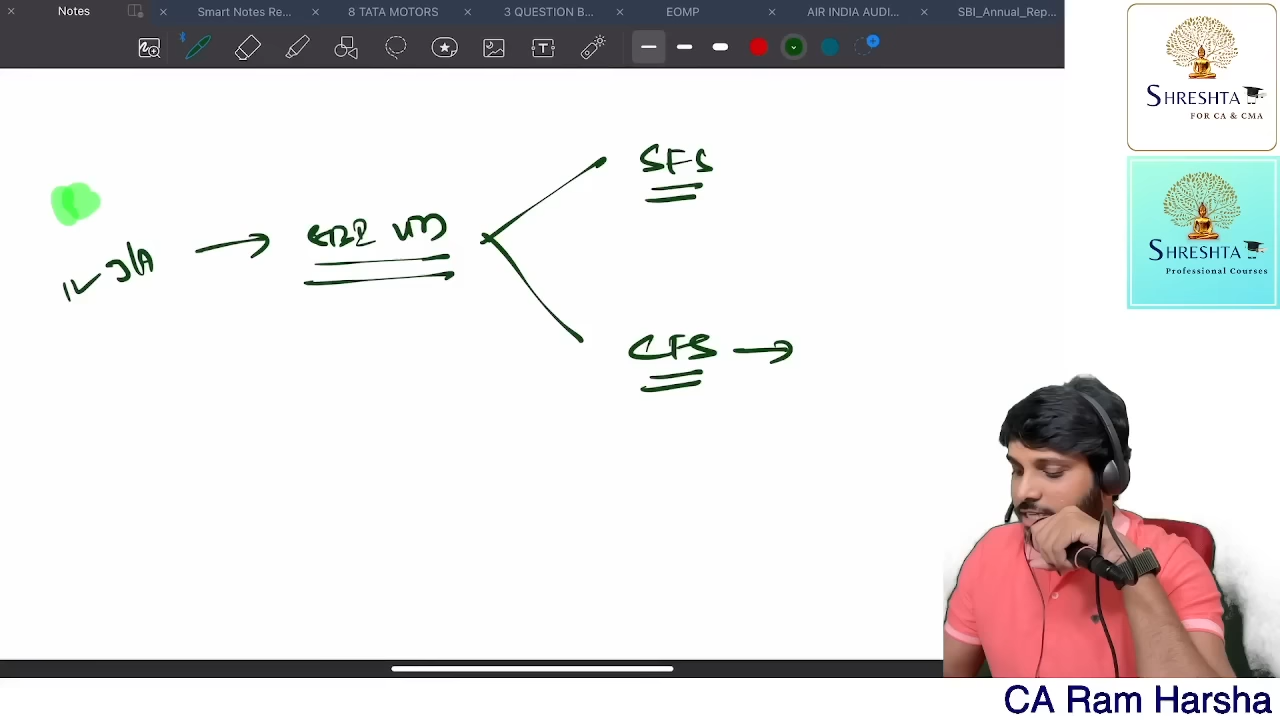 Notes
Smart Notes Re...
8 TATA MOTORS
3 QUESTION B...
EOMP
AIR INDIA AUDI...
SBI_Annual_Rep...
SHRESHTA
FOR CA & CMA
SHRESHTA
Professional Courses
SFS
CFS
CA Ram Harsha